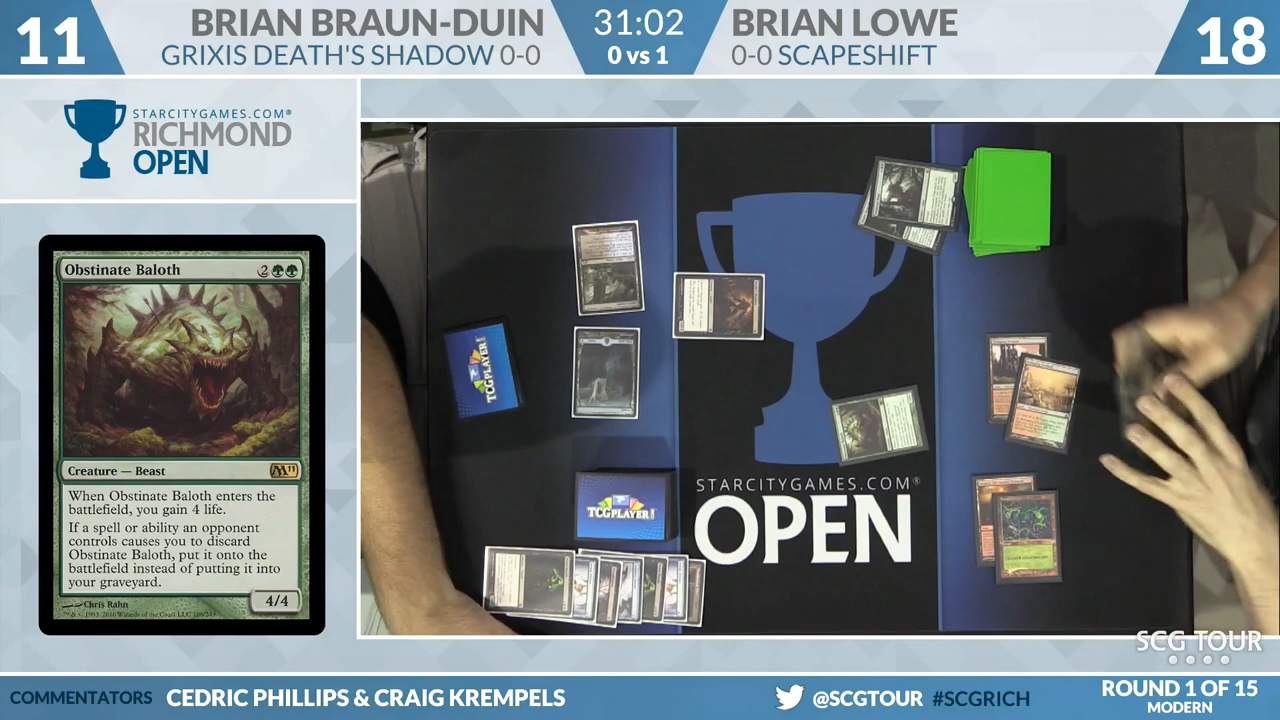 11
BRIAN BRAUN-DUIN
GRIXIS DEATH'S SHADOW 0-0
31:02
0 vs 1
BRIAN LOWE
0-0 SCAPESHIFT
18
STARCITYGAMES.COM®
RICHMOND
OPEN
Obstinate Baloth
2
Creature — Beast
M11
When Obstinate Baloth enters the
battlefield, you gain 4 life.
If a spell or ability an opponent
controls causes you to discard
Obstinate Baloth, put it onto the
battlefield instead of putting it into
your graveyard.
Chris Rahn
4/4
TCGPLAYER
TCGPLAYER
STARCITYGAMES.COM®
OPEN
SCG TOUR
COMMENTATORS CEDRIC PHILLIPS & CRAIG KREMPELS
@SCGTOUR #SCGRICH
ROUND 1 OF 15
MODERN